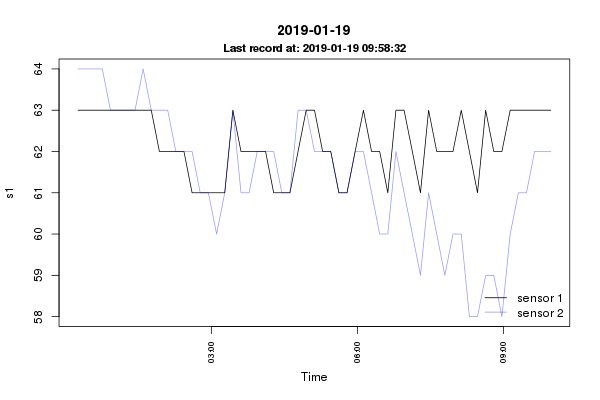 2019-01-19
Last record at: 2019-01-19 09:58:32
64
63
62
61
60
59
58
s1
sensor 1
sensor 2
03:00
06:00
09:00
Time